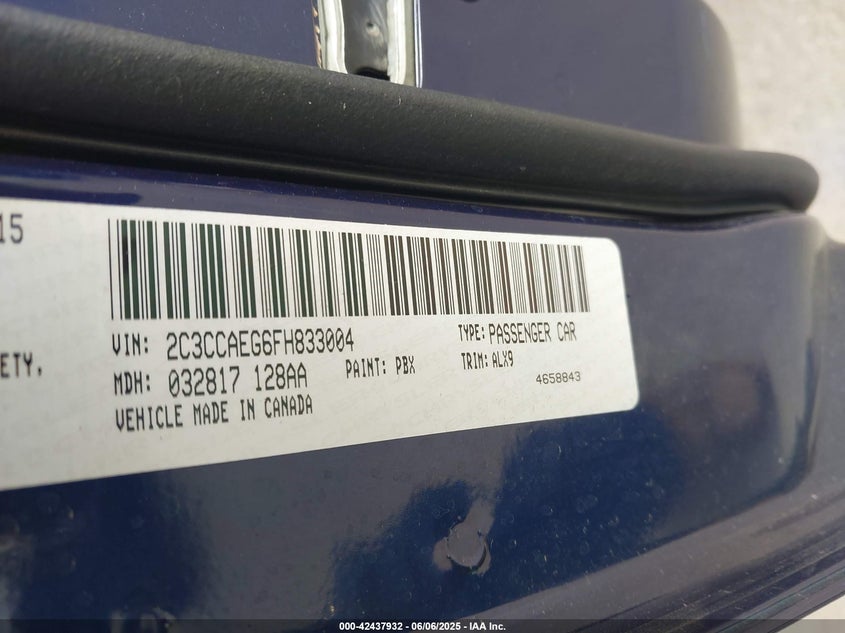 15
VIN: 2C3CCAEG6FH833004 TYPE: PASSENGER CAR
ETY,
MDH: 032817 128AA PAINT: PBX TRIM: ALX9
4658843
VEHICLE MADE IN CANADA
000-42437932 - 06/06/2025 - IAA Inc.